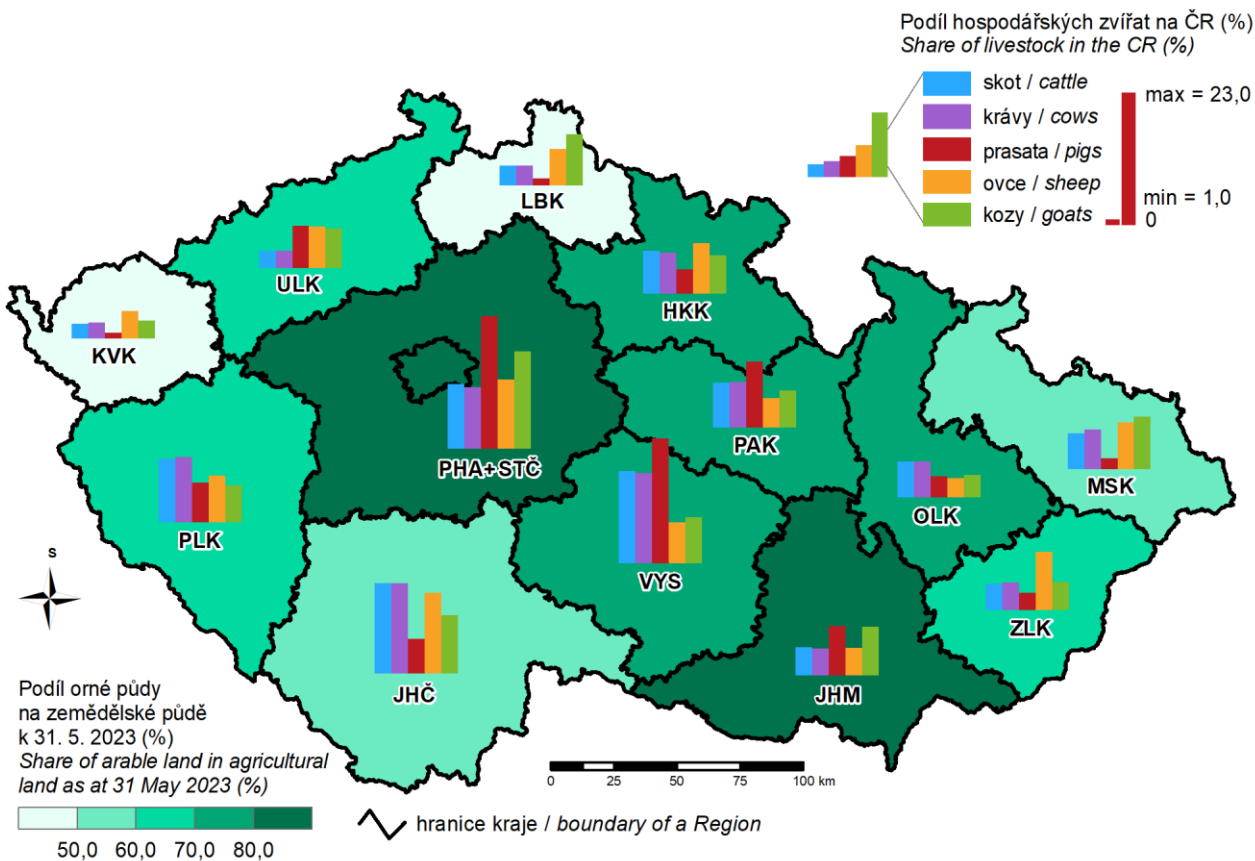 Podíl hospodářských zvířat na ČR (%)
Share of livestock in the CR (%)
skot / cattle
krávy / cows
prasata / pigs
ovce / sheep
kozy / goats
max = 23,0
min = 1,0
0
LBK
ULK
HKK
KVK
PHA+STČ
PAK
MSK
OLK
PLK
VYS
ZLK
JHČ
JHM
S
Podíl orné půdy
na zemědělské půdě
k 31. 5. 2023 (%)
Share of arable land in agricultural
land as at 31 May 2023 (%)
50,0 60,0 70,0 80,0
0 25 50 75 100 km
hranice kraje / boundary of a Region